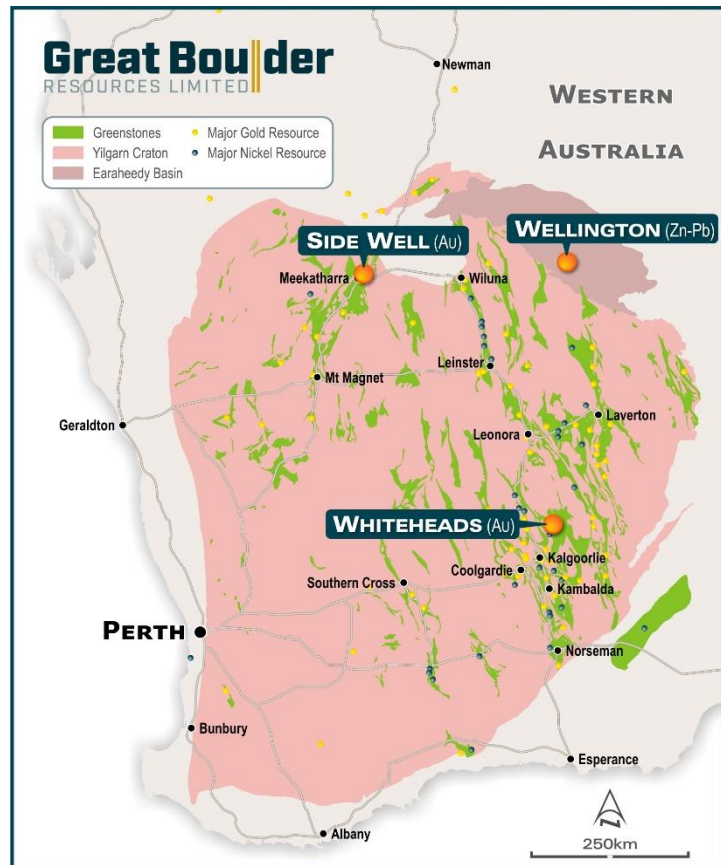 Great Boulder
RESOURCES LIMITED
Newman
WESTERN
AUSTRALIA
Greenstones
Major Gold Resource
Yilgarn Craton
Major Nickel Resource
Earaheedy Basin
SIDE WELL (Au)
WELLINGTON (Zn-Pb)
Meekatharra
Wiluna
Leinster
Mt Magnet
Geraldton
Laverton
Leonora
WHITEHEADS (Au)
Kalgoorlie
Coolgardie
Southern Cross
Kambalda
PERTH
Norseman
Bunbury
Esperance
Albany
N
250km